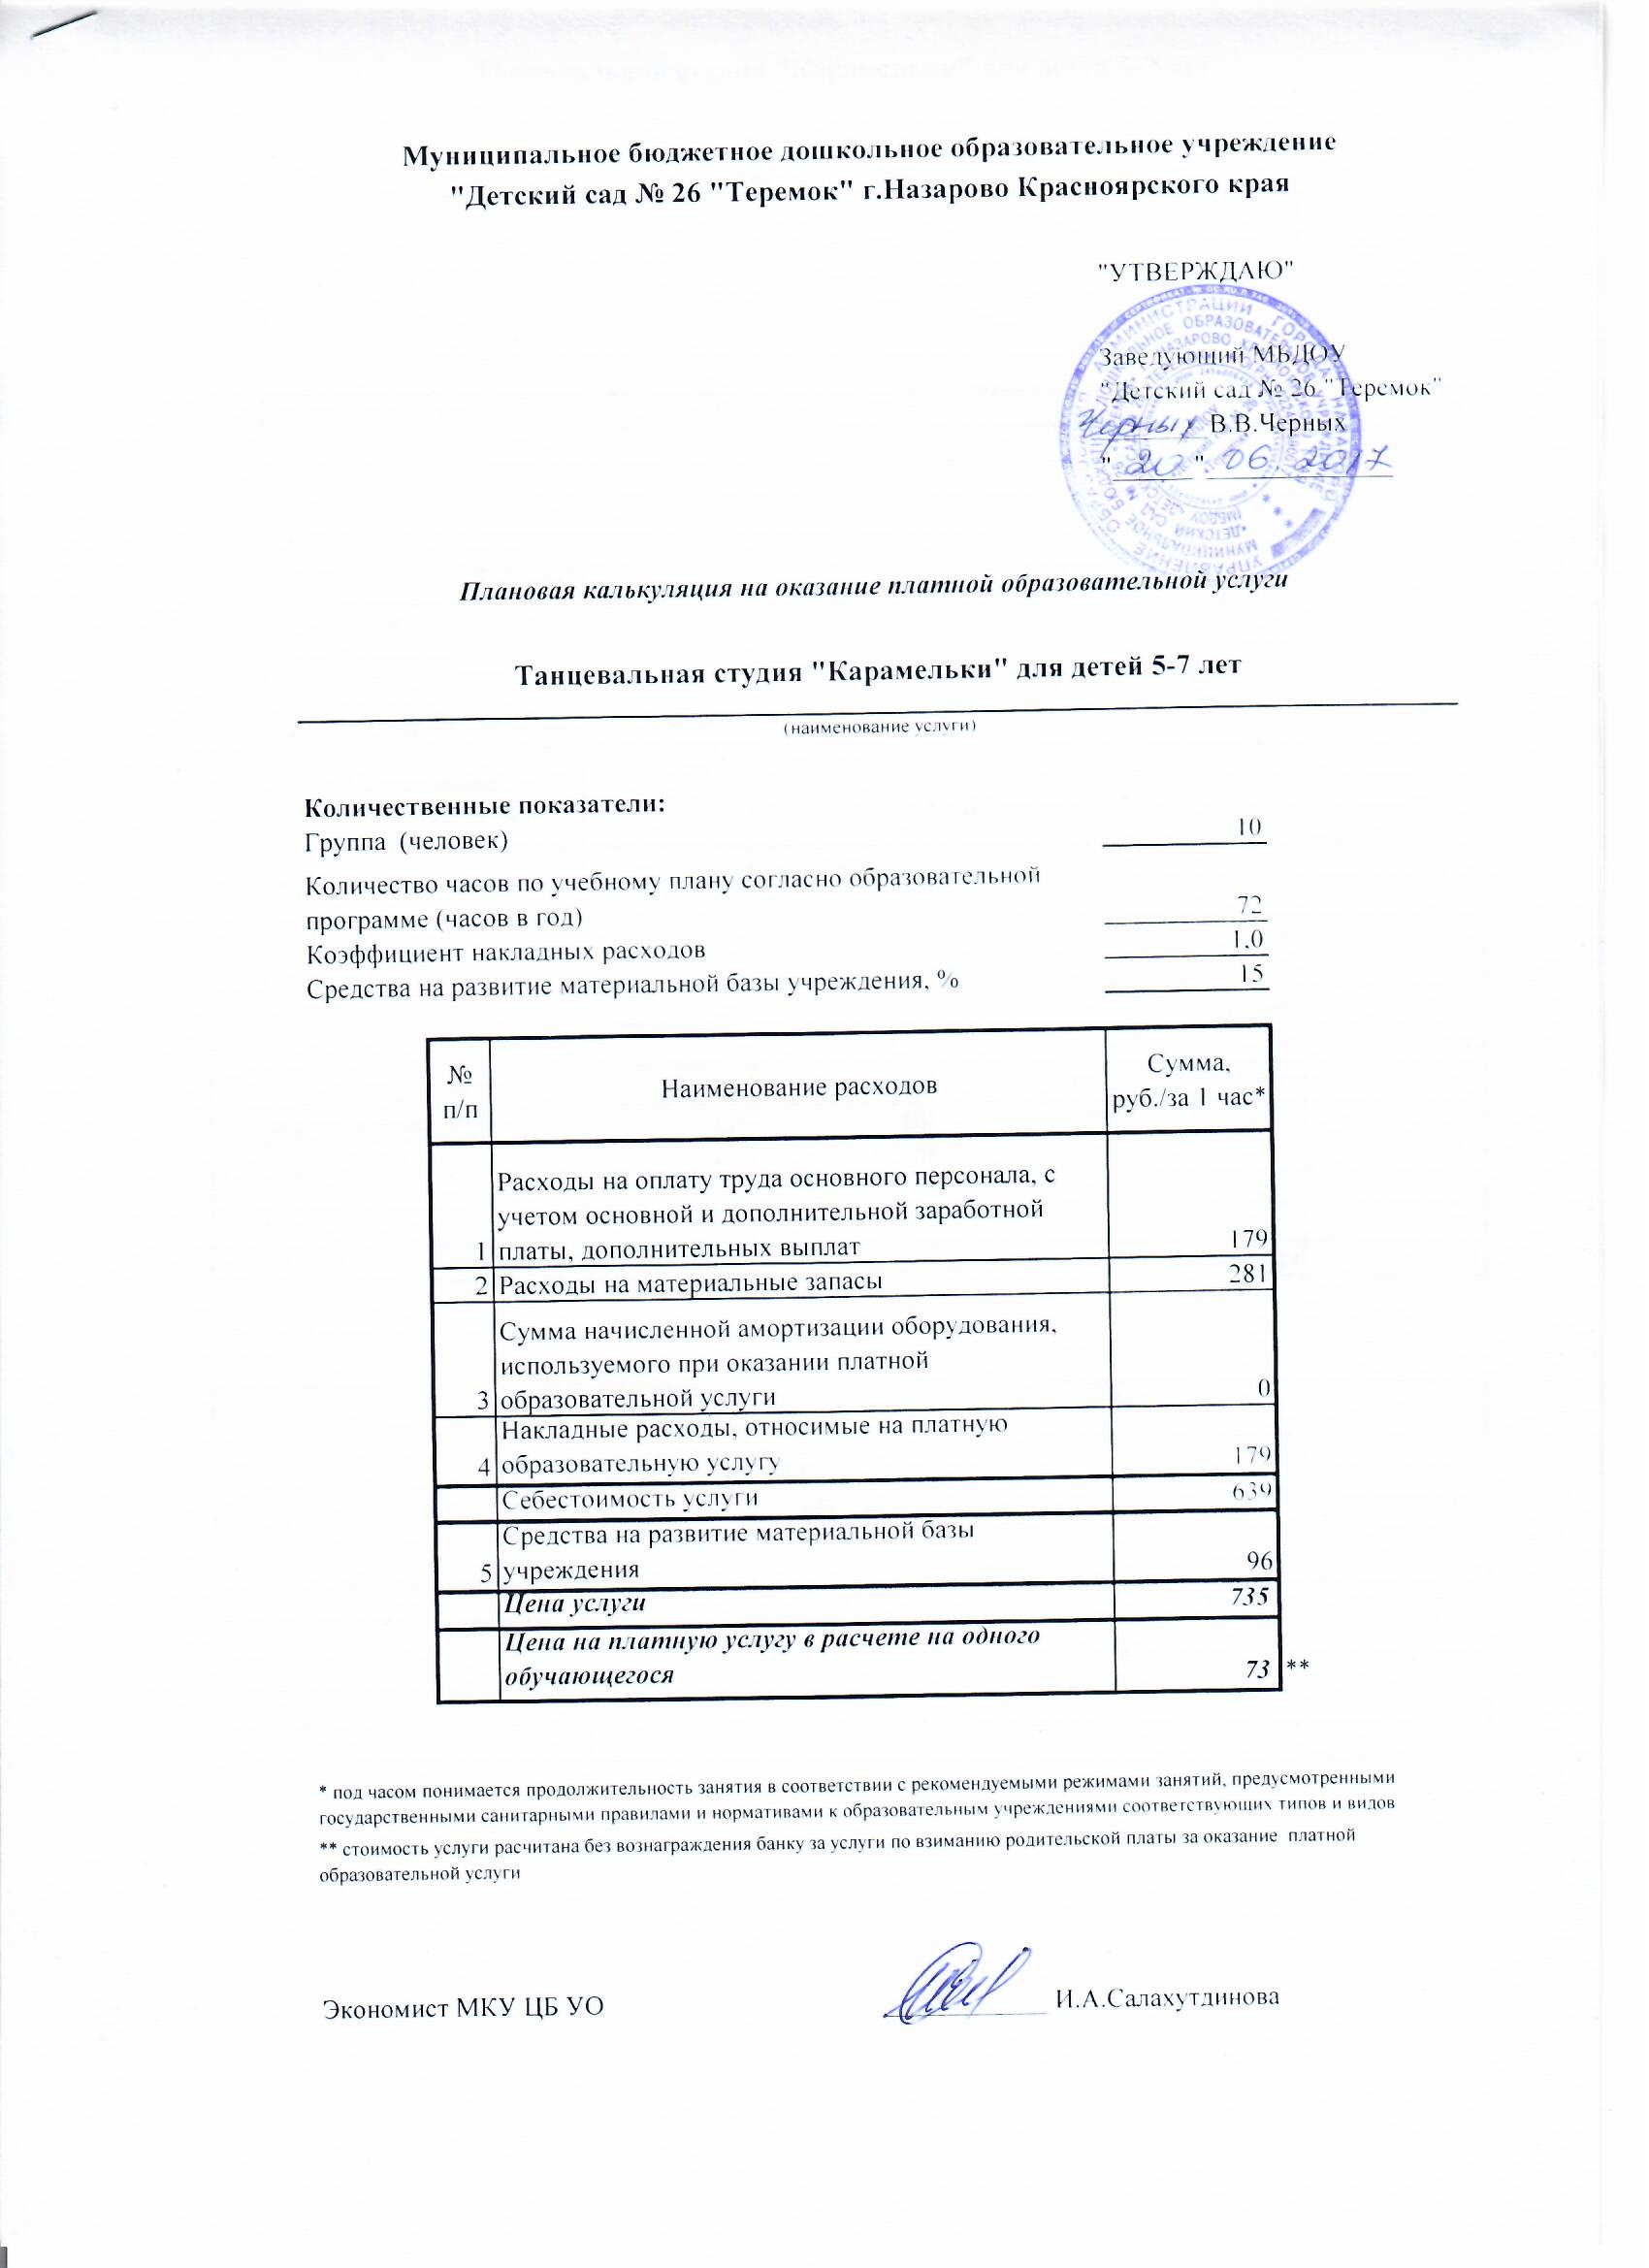 Муниципальное бюджетное дошкольное образовательное учреждение
"Детский сад № 26 "Теремок" г.Назарово Красноярского края
"УТВЕРЖДАЮ"
Заведующий МБДОУ
"Детский сад № 26 "Теремок"
Черных В.В.Черных
"20" 06. 2017
Плановая калькуляция на оказание платной образовательной услуги
Танцевальная студия "Карамельки" для детей 5-7 лет
(наименование услуги)
Количественные показатели:
Группа (человек) 10
Количество часов по учебному плану согласно образовательной
программе (часов в год) 72
Коэффициент накладных расходов 1,0
Средства на развитие материальной базы учреждения, % 15
№
п/п
Наименование расходов
Сумма,
руб./за 1 час*
Расходы на оплату труда основного персонала, с
учетом основной и дополнительной заработной
1 платы, дополнительных выплат 179
2 Расходы на материальные запасы 281
Сумма начисленной амортизации оборудования,
используемого при оказании платной
3 образовательной услуги 0
Накладные расходы, относимые на платную
4 образовательную услугу 179
Себестоимость услуги 639
Средства на развитие материальной базы
5 учреждения 96
Цена услуги 735
Цена на платную услугу в расчете на одного
обучающегося 73 **
* под часом понимается продолжительность занятия в соответствии с рекомендуемыми режимами занятий, предусмотренными
государственными санитарными правилами и нормативами к образовательным учреждениями соответствующих типов и видов
** стоимость услуги расчитана без вознаграждения банку за услуги по взиманию родительской платы за оказание платной
образовательной услуги
Экономист МКУ ЦБ УО И.А.Салахутдинова